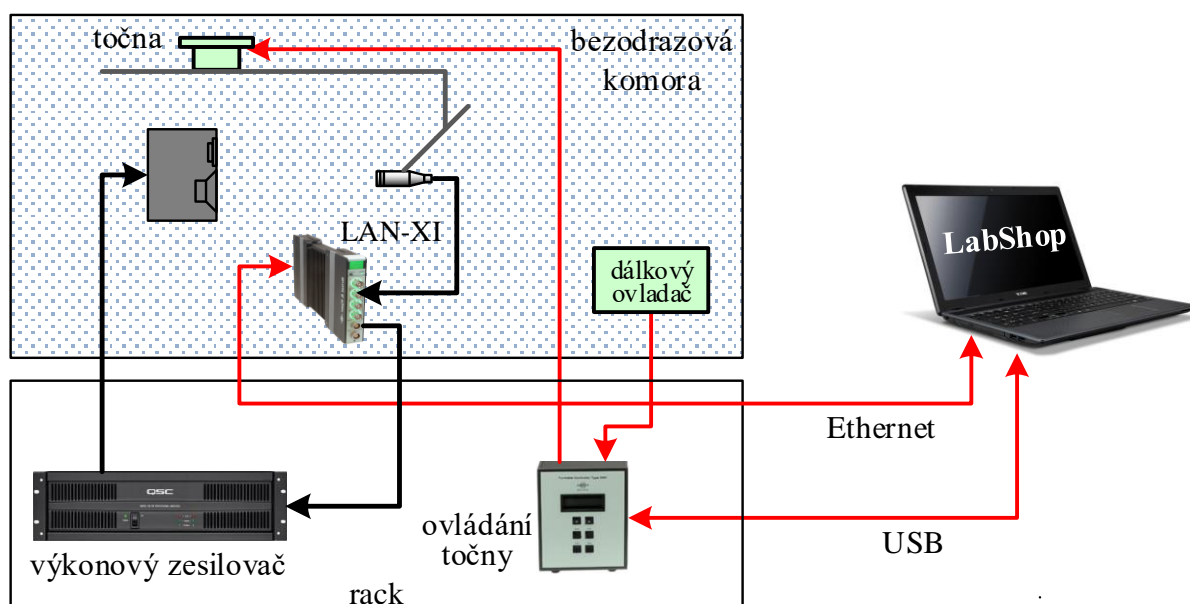 točna
bezodrazová
komora
LAN-XI
dálkový
ovladač
LabShop
Ethernet
QSC
ovládání
točny
USB
výkonový zesilovač
rack